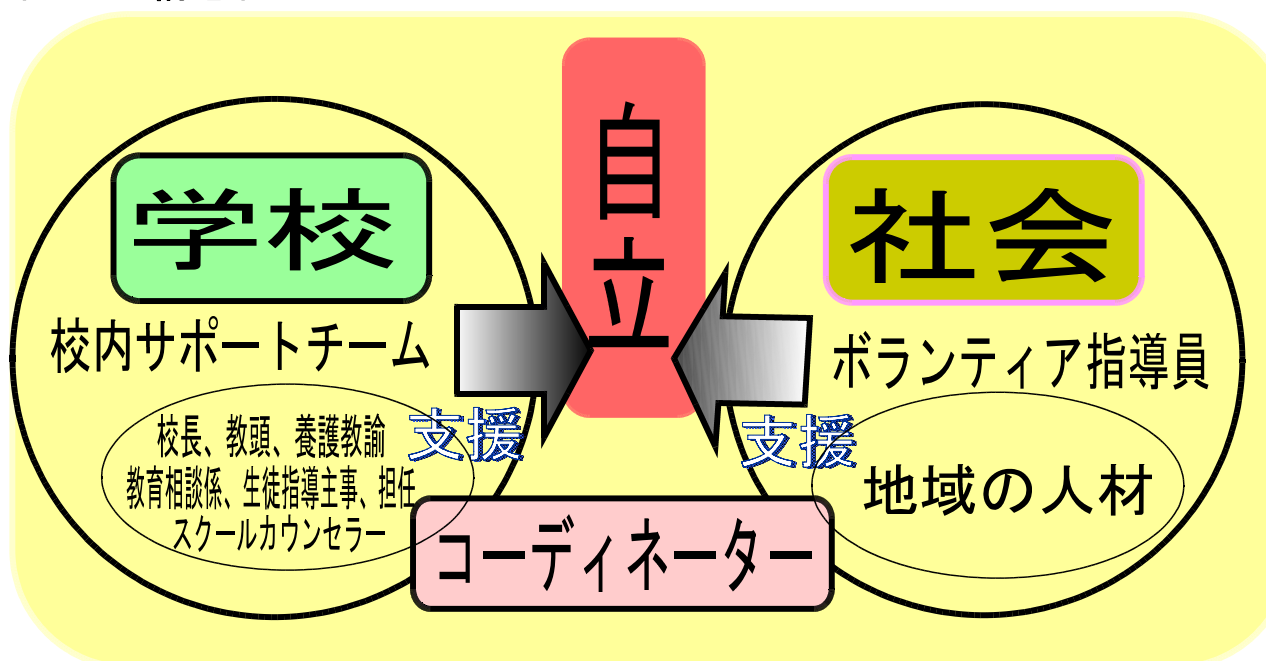 自立
学校
校内サポートチーム
校長、教頭、養護教諭
教育相談係、生徒指導主事、担任
スクールカウンセラー
支援
社会
ボランティア指導員
地域の人材
支援
コーディネーター